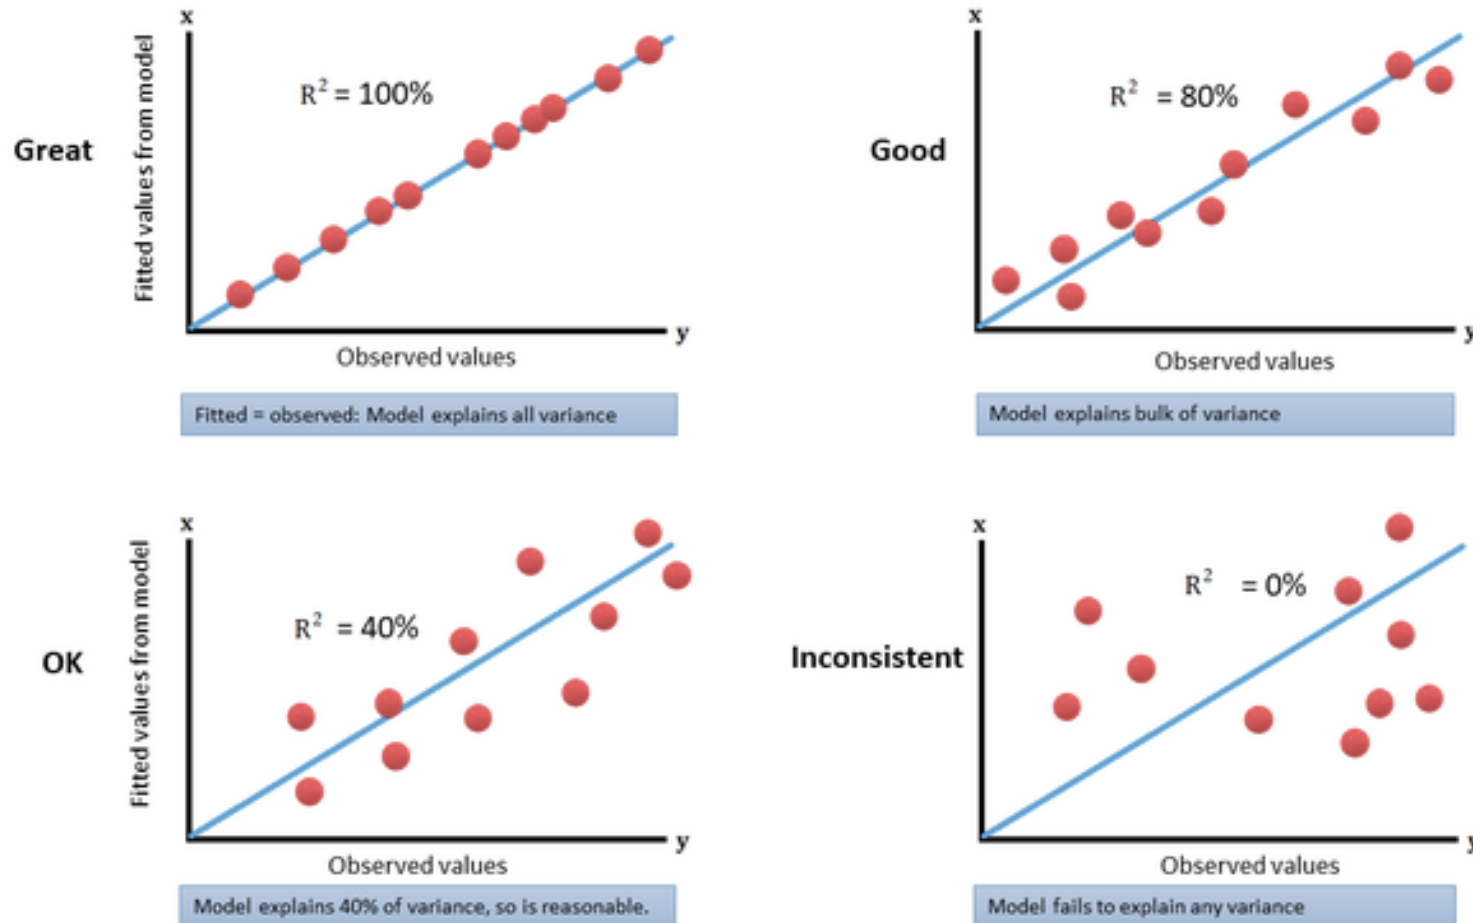 x
Great
Fitted values from model
R² = 100%
y
Observed values
Fitted = observed: Model explains all variance
x
Good
R² = 80%
y
Observed values
Model explains bulk of variance
x
OK
Fitted values from model
R² = 40%
y
Observed values
Model explains 40% of variance, so is reasonable.
x
Inconsistent
R² = 0%
y
Observed values
Model fails to explain any variance